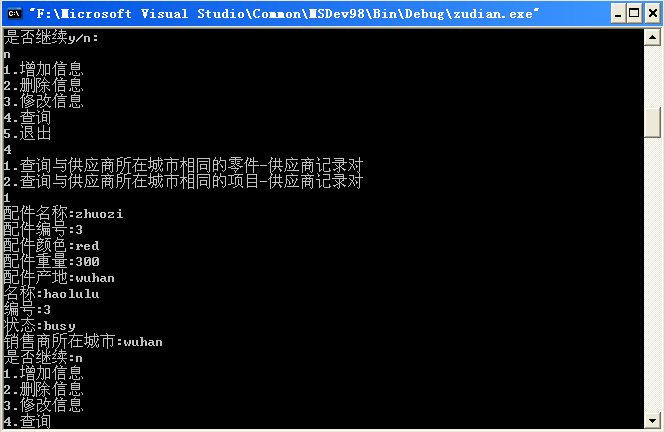 "F:\Microsoft Visual Studio\Common\MSDev98\Bin\Debug\zudian.exe"
是否继续y/n:
n
1.增加信息
2.删除信息
3.修改信息
4.查询
5.退出
4
1.查询与供应商所在城市相同的零件-供应商记录对
2.查询与供应商所在城市相同的项目-供应商记录对
1
配件名称:zhuozi
配件编号:3
配件颜色:red
配件重量:300
配件产地:wuhan
名称:haolulu
编号:3
状态:busy
销售商所在城市:wuhan
是否继续:n
1.增加信息
2.删除信息
3.修改信息
4.查询